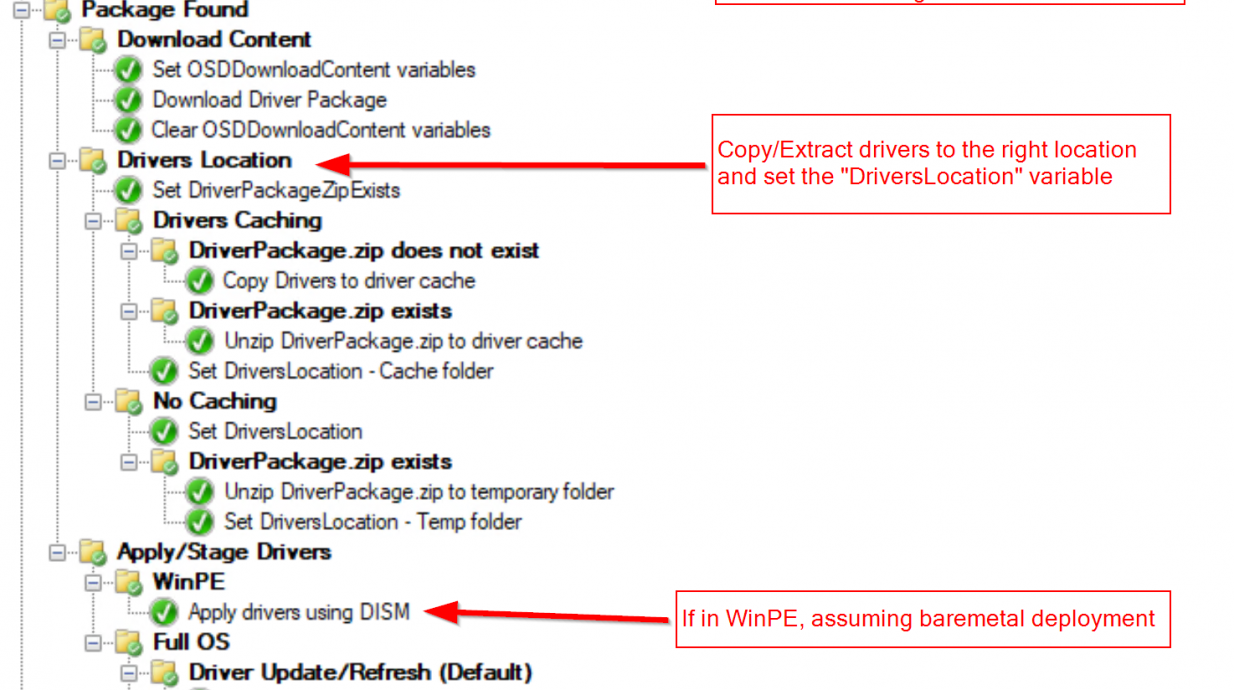 Package Found
Download Content
Set OSDDownloadContent variables
Download Driver Package
Clear OSDDownloadContent variables
Drivers Location
Copy/Extract drivers to the right location
and set the "DriversLocation" variable
Set DriverPackageZipExists
Drivers Caching
DriverPackage.zip does not exist
Copy Drivers to driver cache
DriverPackage.zip exists
Unzip DriverPackage.zip to driver cache
Set DriversLocation - Cache folder
No Caching
Set DriversLocation
DriverPackage.zip exists
Unzip DriverPackage.zip to temporary folder
Set DriversLocation - Temp folder
Apply/Stage Drivers
WinPE
Apply drivers using DISM
If in WinPE, assuming baremetal deployment
Full OS
Driver Update/Refresh (Default)